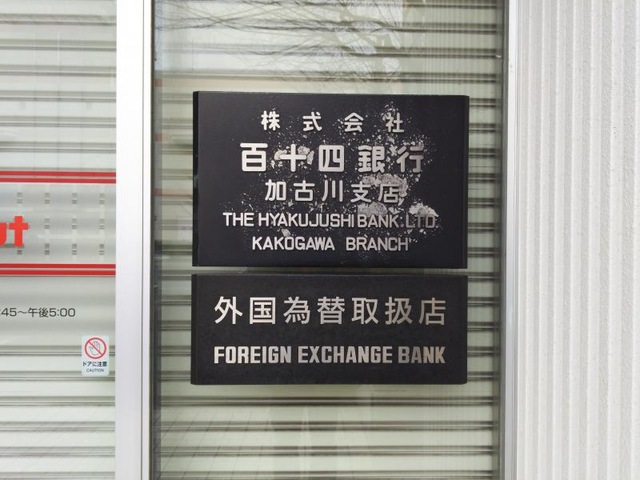 株式会社
百十四銀行
加古川支店
THE HYAKUJUSHI BANK. LTD.
KAKOGAWA BRANCH
外国為替取扱店
FOREIGN EXCHANGE BANK
45～午後5:00
ドアに注意
CAUTION